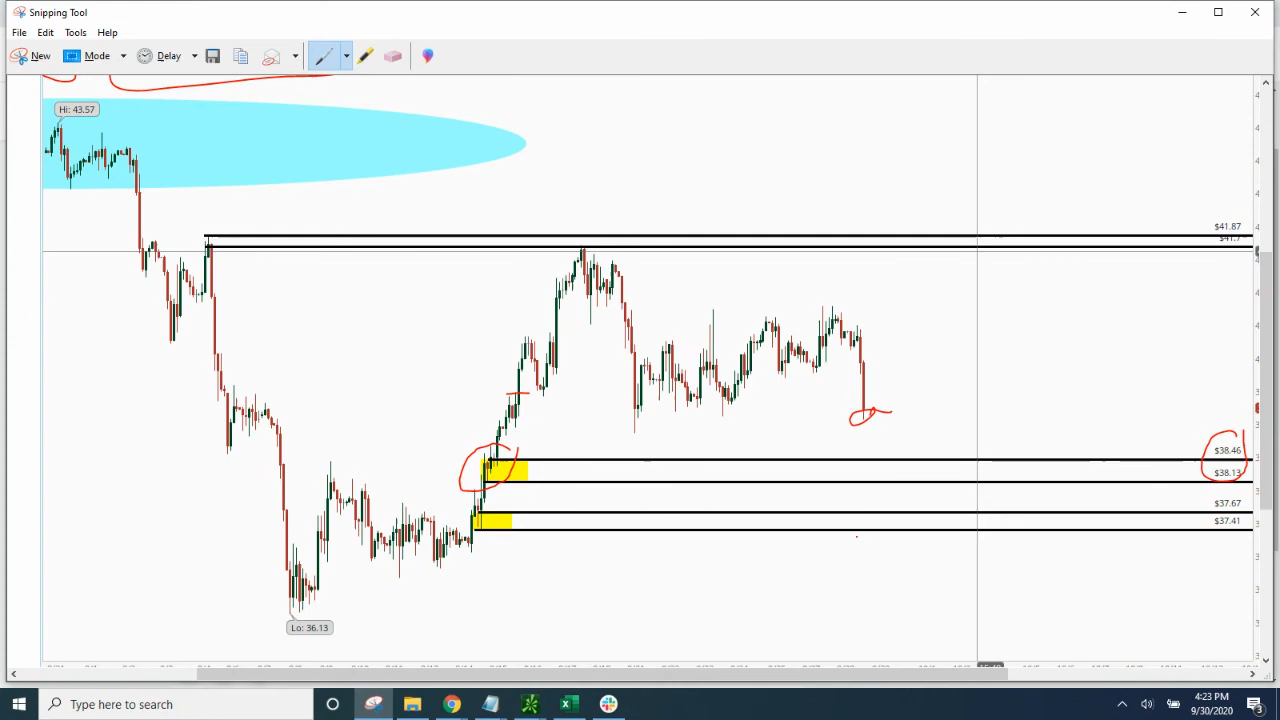 Snipping Tool
File Edit Tools Help
New Mode Delay
Hi: 43.57
$41.87
$41.7
$38.46
$38.13
$37.67
$37.41
Lo: 36.13
Type here to search
4:23 PM
9/30/2020
3